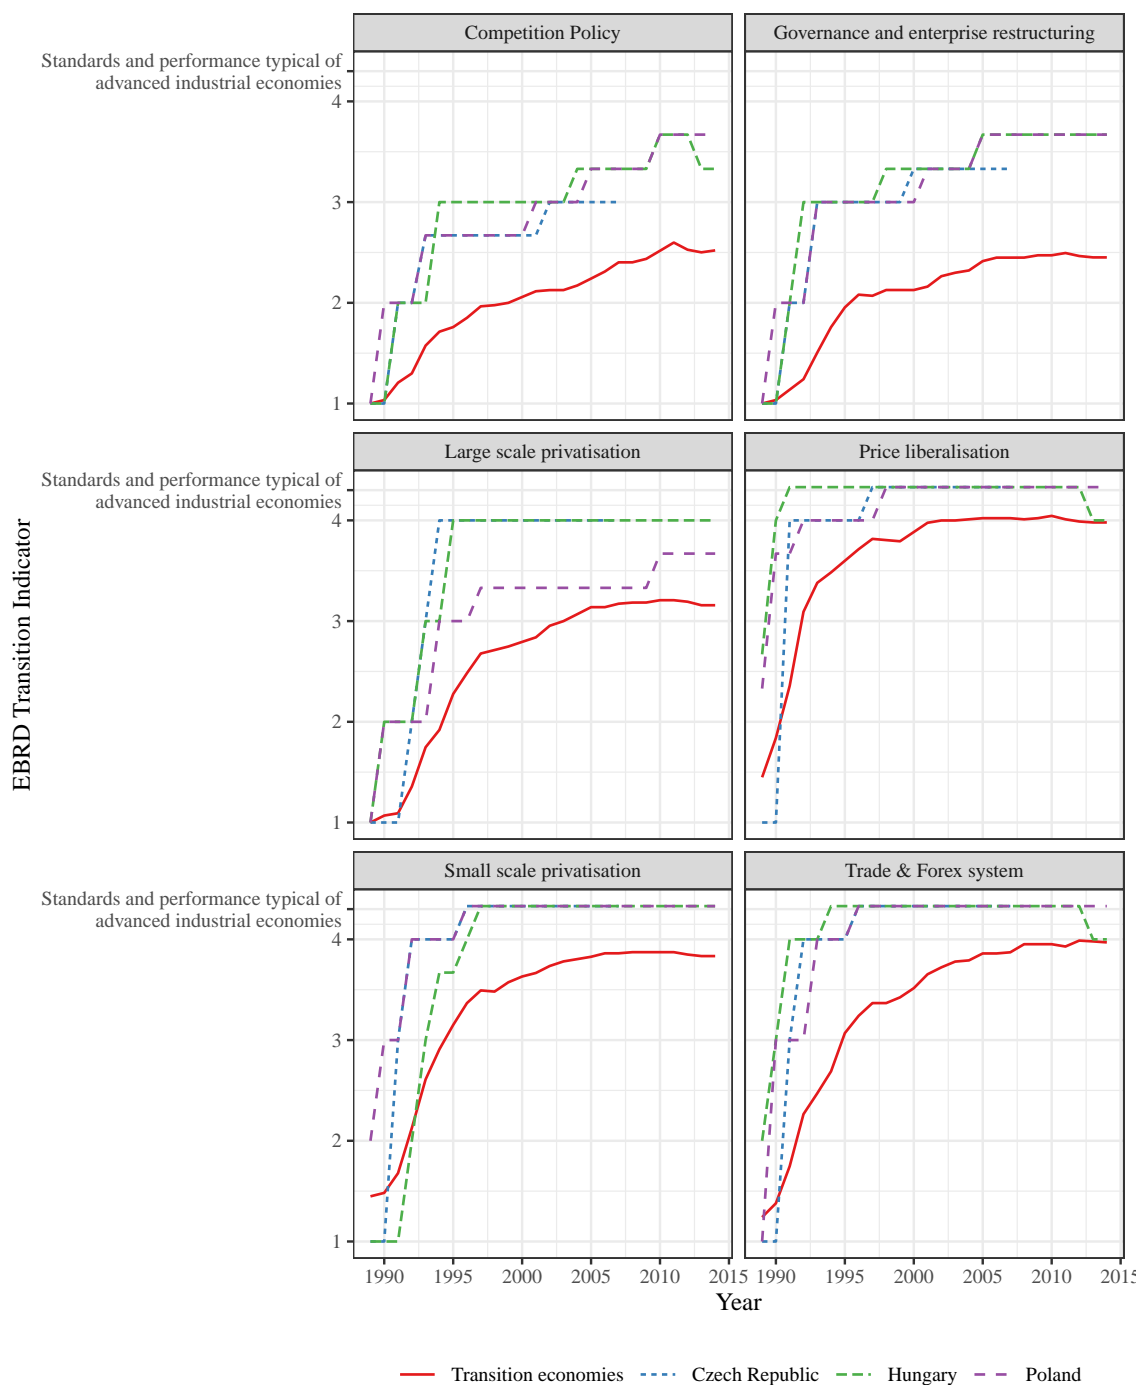 Competition Policy
Governance and enterprise restructuring
Standards and performance typical of
advanced industrial economies
4
3
2
1
Large scale privatisation
Price liberalisation
Standards and performance typical of
advanced industrial economies
4
3
2
1
EBRD Transition Indicator
Small scale privatisation
Trade & Forex system
Standards and performance typical of
advanced industrial economies
4
3
2
1
1990 1995 2000 2005 2010 2015
1990 1995 2000 2005 2010 2015
Year
Transition economies Czech Republic Hungary Poland